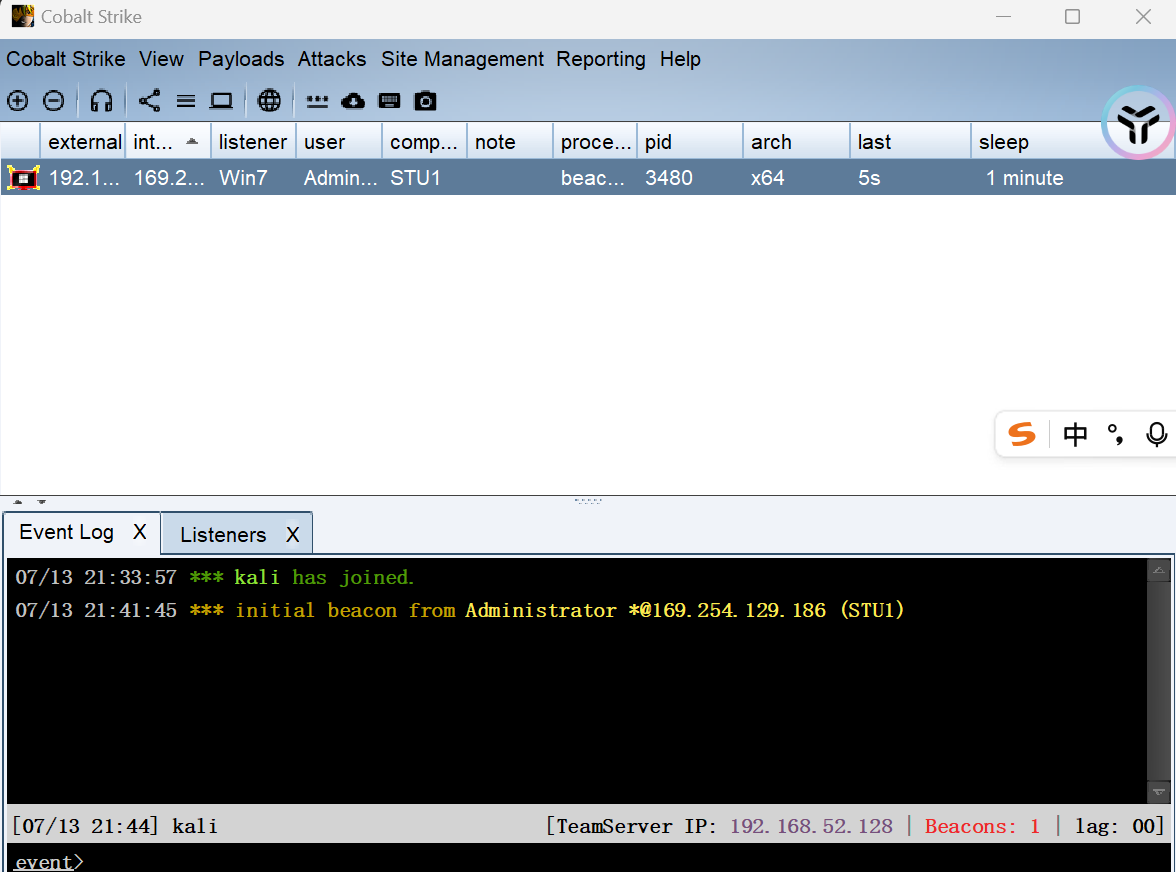 Cobalt Strike
Cobalt Strike View Payloads Attacks Site Management Reporting Help
external int... listener user comp... note proce... pid arch last sleep
192.1... 169.2... Win7 Admin... STU1 beac... 3480 x64 5s 1 minute
中
Event Log X Listeners X
07/13 21:33:57 *** kali has joined.
07/13 21:41:45 *** initial beacon from Administrator *@169.254.129.186 (STU1)
[07/13 21:44] kali [TeamServer IP: 192.168.52.128 | Beacons: 1 | lag: 00]
event>